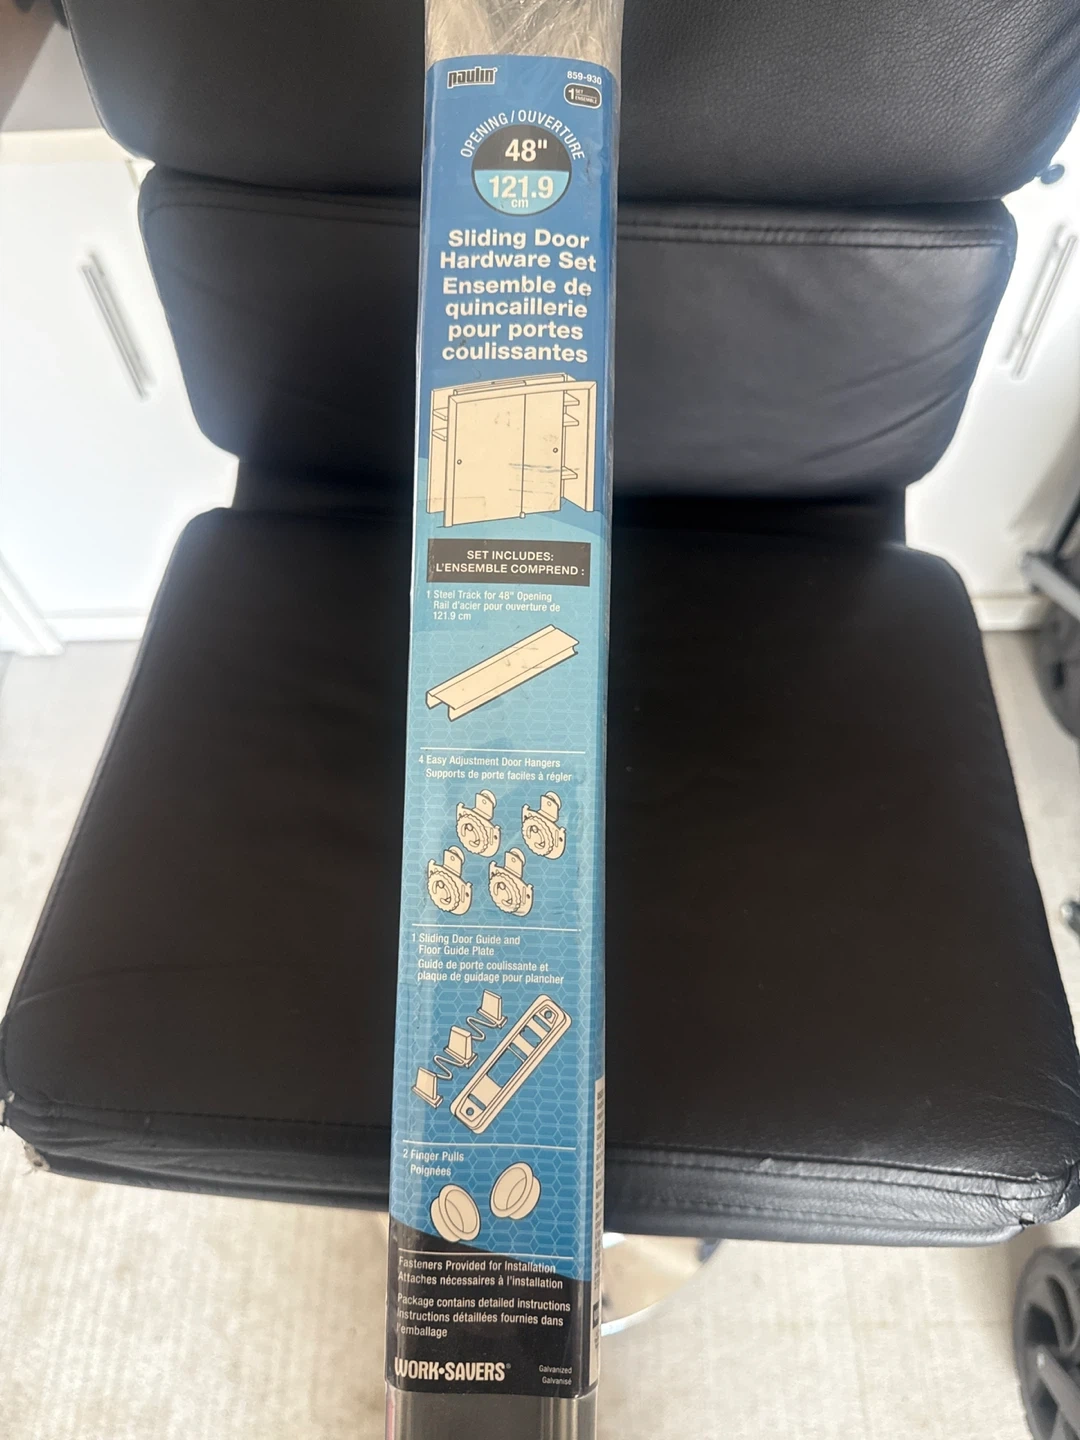 paulin
859-930
1 SET
ENSEMBLE
OPENING / OUVERTURE
48"
121.9
cm
Sliding Door
Hardware Set
Ensemble de
quincaillerie
pour portes
coulissantes
SET INCLUDES:
L'ENSEMBLE COMPREND :
1 Steel Track for 48" Opening
Rail d'acier pour ouverture de
121.9 cm
4 Easy Adjustment Door Hangers
Supports de porte faciles à régler
1 Sliding Door Guide and
Floor Guide Plate
Guide de porte coulissante et
plaque de guidage pour plancher
2 Finger Pulls
Poignées
Fasteners Provided for Installation
Attaches nécessaires à l'installation
Package contains detailed instructions
Instructions détaillées fournies dans
l'emballage
WORK•SAVERS®
Galvanized
Galvanisé